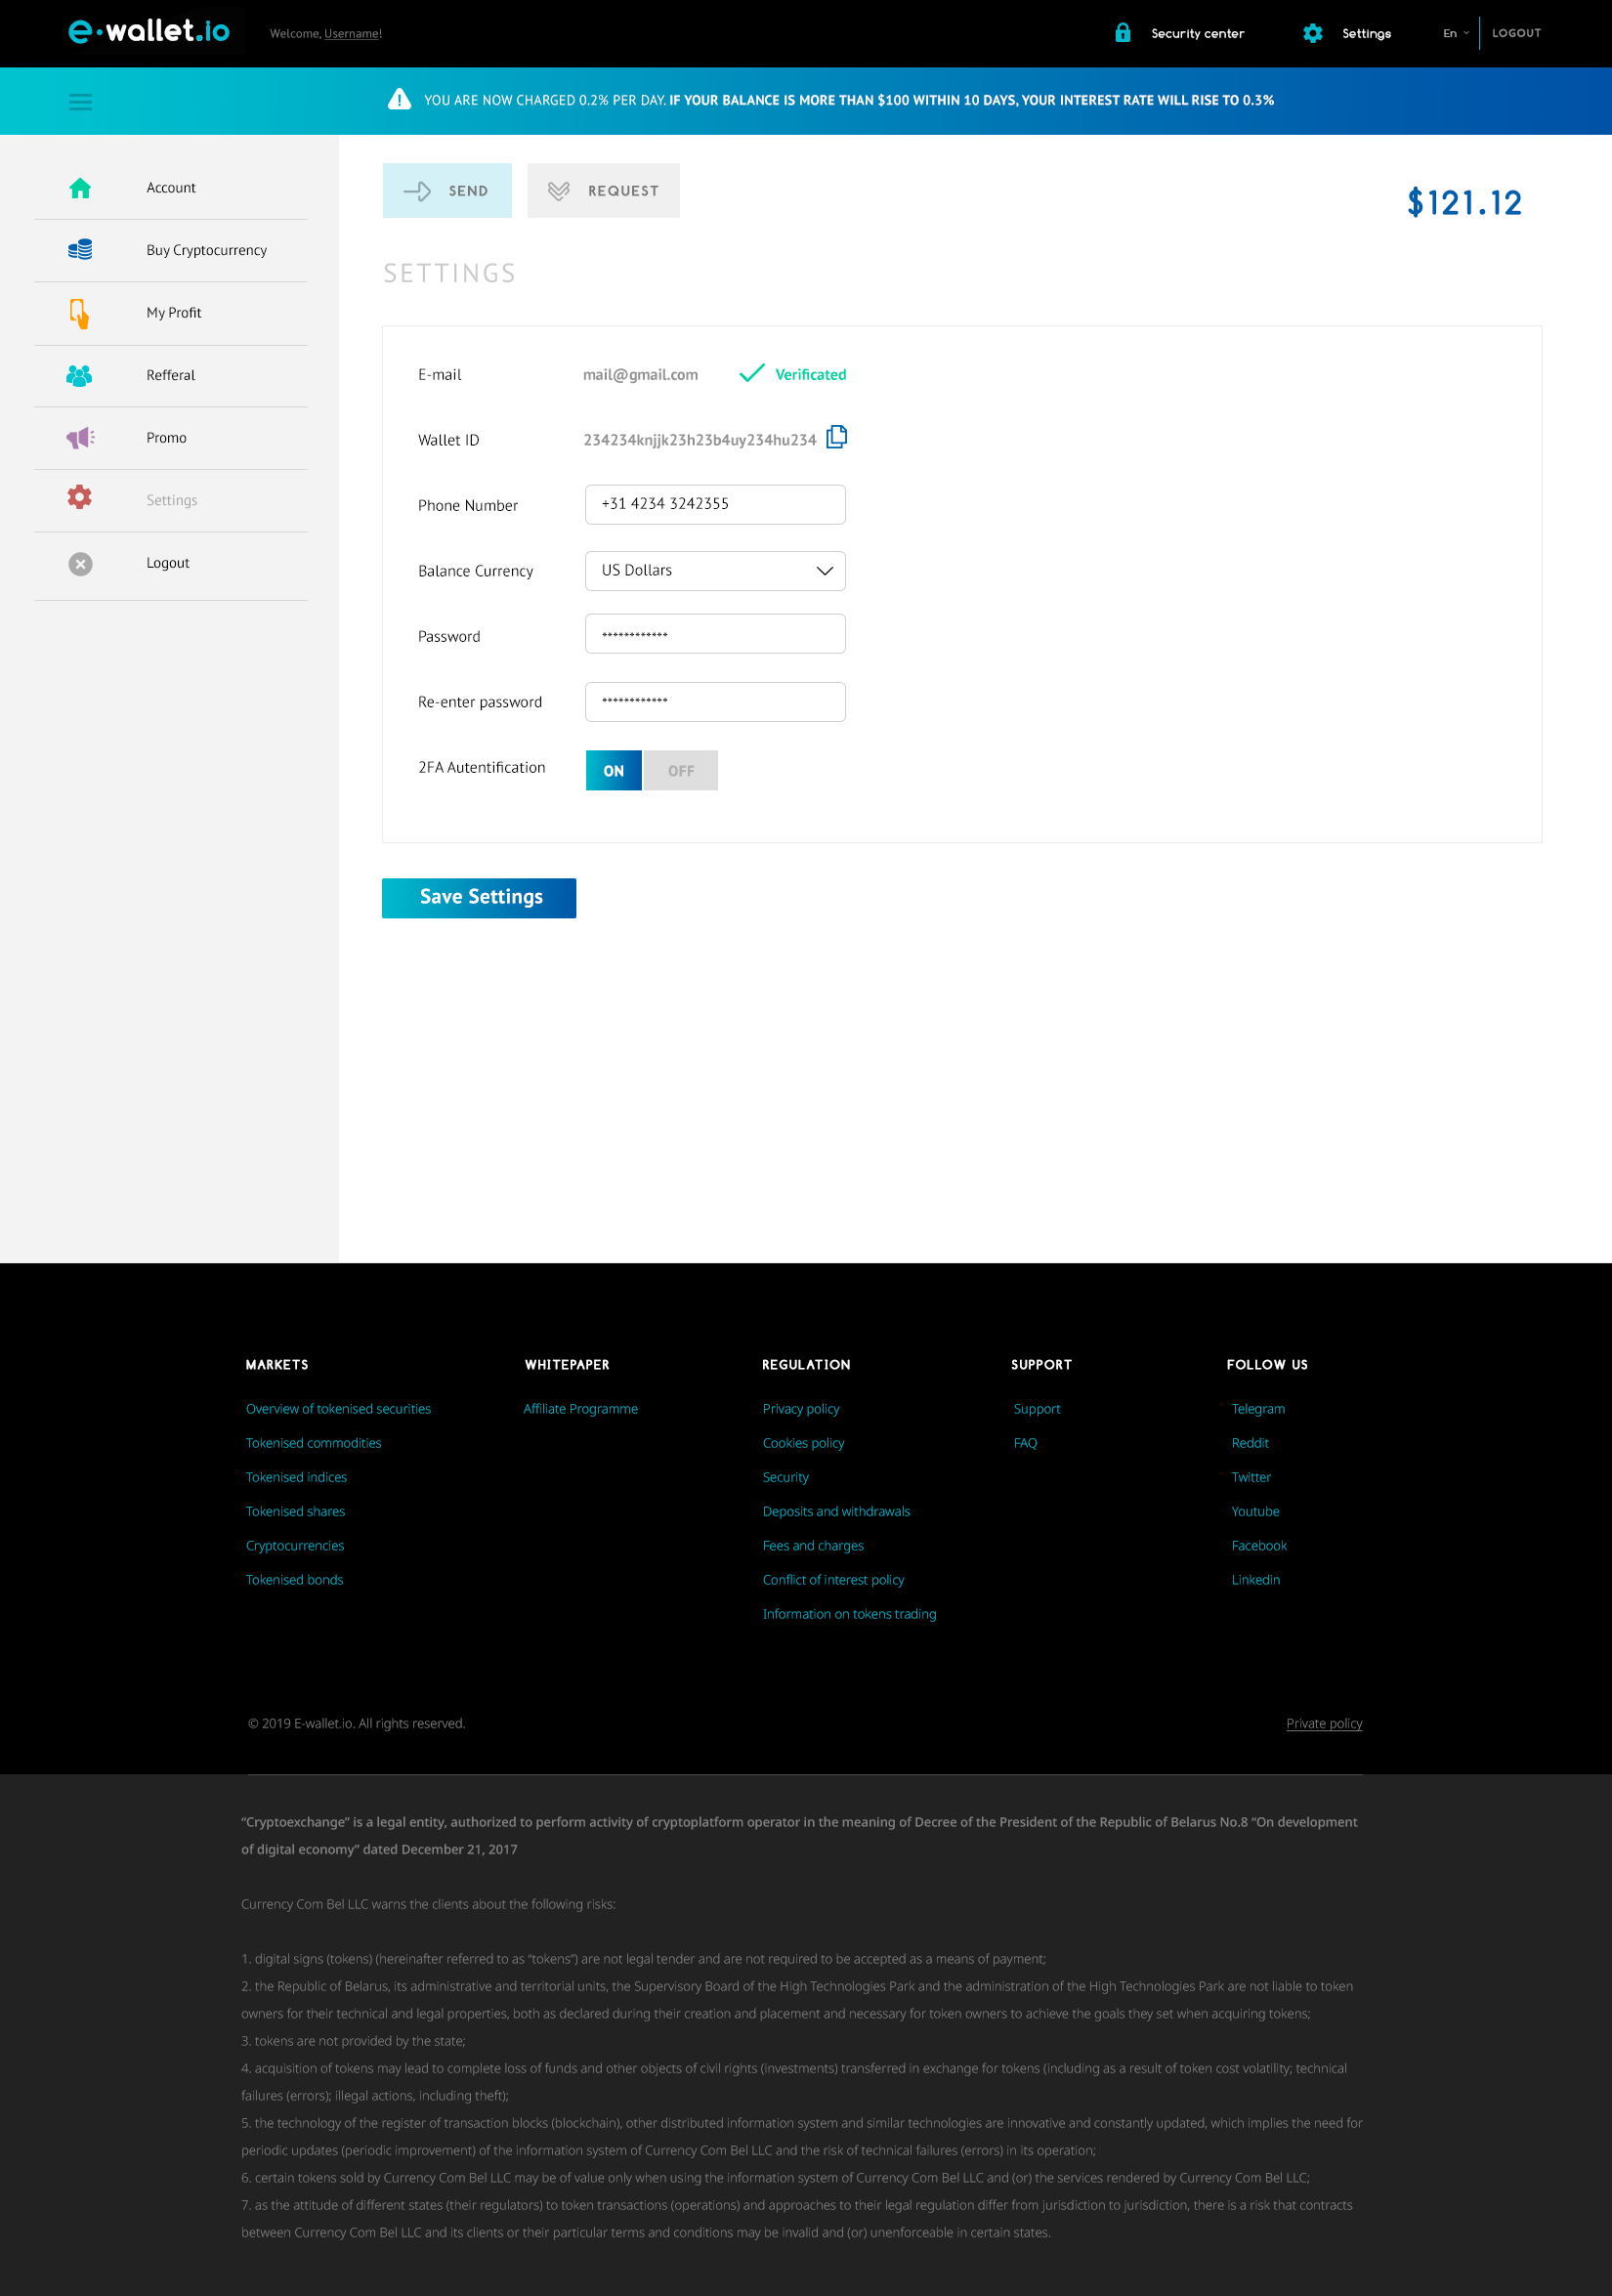 e·wallet.io
Welcome, Username!
Security center
Settings
En
LOGOUT
YOU ARE NOW CHARGED 0.2% PER DAY. IF YOUR BALANCE IS MORE THAN $100 WITHIN 10 DAYS, YOUR INTEREST RATE WILL RISE TO 0.3%
Account
Buy Cryptocurrency
My Profit
Refferal
Promo
Settings
Logout
SEND
REQUEST
$121.12
SETTINGS
E-mail
mail@gmail.com
Verificated
Wallet ID
234234knjjk23h23b4uy234hu234
Phone Number
+31 4234 3242355
Balance Currency
US Dollars
Password
************
Re-enter password
************
2FA Autentification
ON
OFF
Save Settings
MARKETS
Overview of tokenised securities
Tokenised commodities
Tokenised indices
Tokenised shares
Cryptocurrencies
Tokenised bonds
WHITEPAPER
Affiliate Programme
REGULATION
Privacy policy
Cookies policy
Security
Deposits and withdrawals
Fees and charges
Conflict of interest policy
Information on tokens trading
SUPPORT
Support
FAQ
FOLLOW US
Telegram
Reddit
Twitter
Youtube
Facebook
Linkedin
© 2019 E-wallet.io. All rights reserved.
Private policy
“Cryptoexchange” is a legal entity, authorized to perform activity of cryptoplatform operator in the meaning of Decree of the President of the Republic of Belarus No.8 “On development
of digital economy” dated December 21, 2017
Currency Com Bel LLC warns the clients about the following risks:
1. digital signs (tokens) (hereinafter referred to as “tokens”) are not legal tender and are not required to be accepted as a means of payment;
2. the Republic of Belarus, its administrative and territorial units, the Supervisory Board of the High Technologies Park and the administration of the High Technologies Park are not liable to token
owners for their technical and legal properties, both as declared during their creation and placement and necessary for token owners to achieve the goals they set when acquiring tokens;
3. tokens are not provided by the state;
4. acquisition of tokens may lead to complete loss of funds and other objects of civil rights (investments) transferred in exchange for tokens (including as a result of token cost volatility; technical
failures (errors); illegal actions, including theft);
5. the technology of the register of transaction blocks (blockchain), other distributed information system and similar technologies are innovative and constantly updated, which implies the need for
periodic updates (periodic improvement) of the information system of Currency Com Bel LLC and the risk of technical failures (errors) in its operation;
6. certain tokens sold by Currency Com Bel LLC may be of value only when using the information system of Currency Com Bel LLC and (or) the services rendered by Currency Com Bel LLC;
7. as the attitude of different states (their regulators) to token transactions (operations) and approaches to their legal regulation differ from jurisdiction to jurisdiction, there is a risk that contracts
between Currency Com Bel LLC and its clients or their particular terms and conditions may be invalid and (or) unenforceable in certain states.